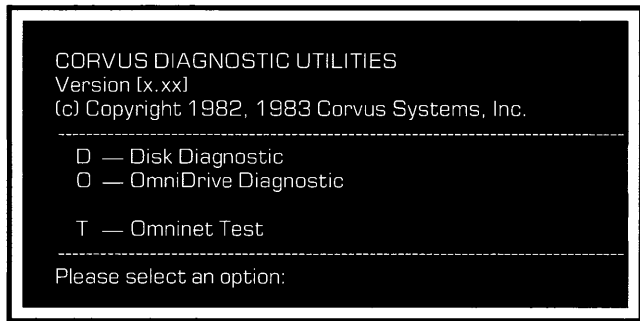 CORVUS DIAGNOSTIC UTILITIES
Version [x.xx]
(c) Copyright 1982, 1983 Corvus Systems, Inc.
D — Disk Diagnostic
O — OmniDrive Diagnostic
T — Omninet Test
Please select an option: